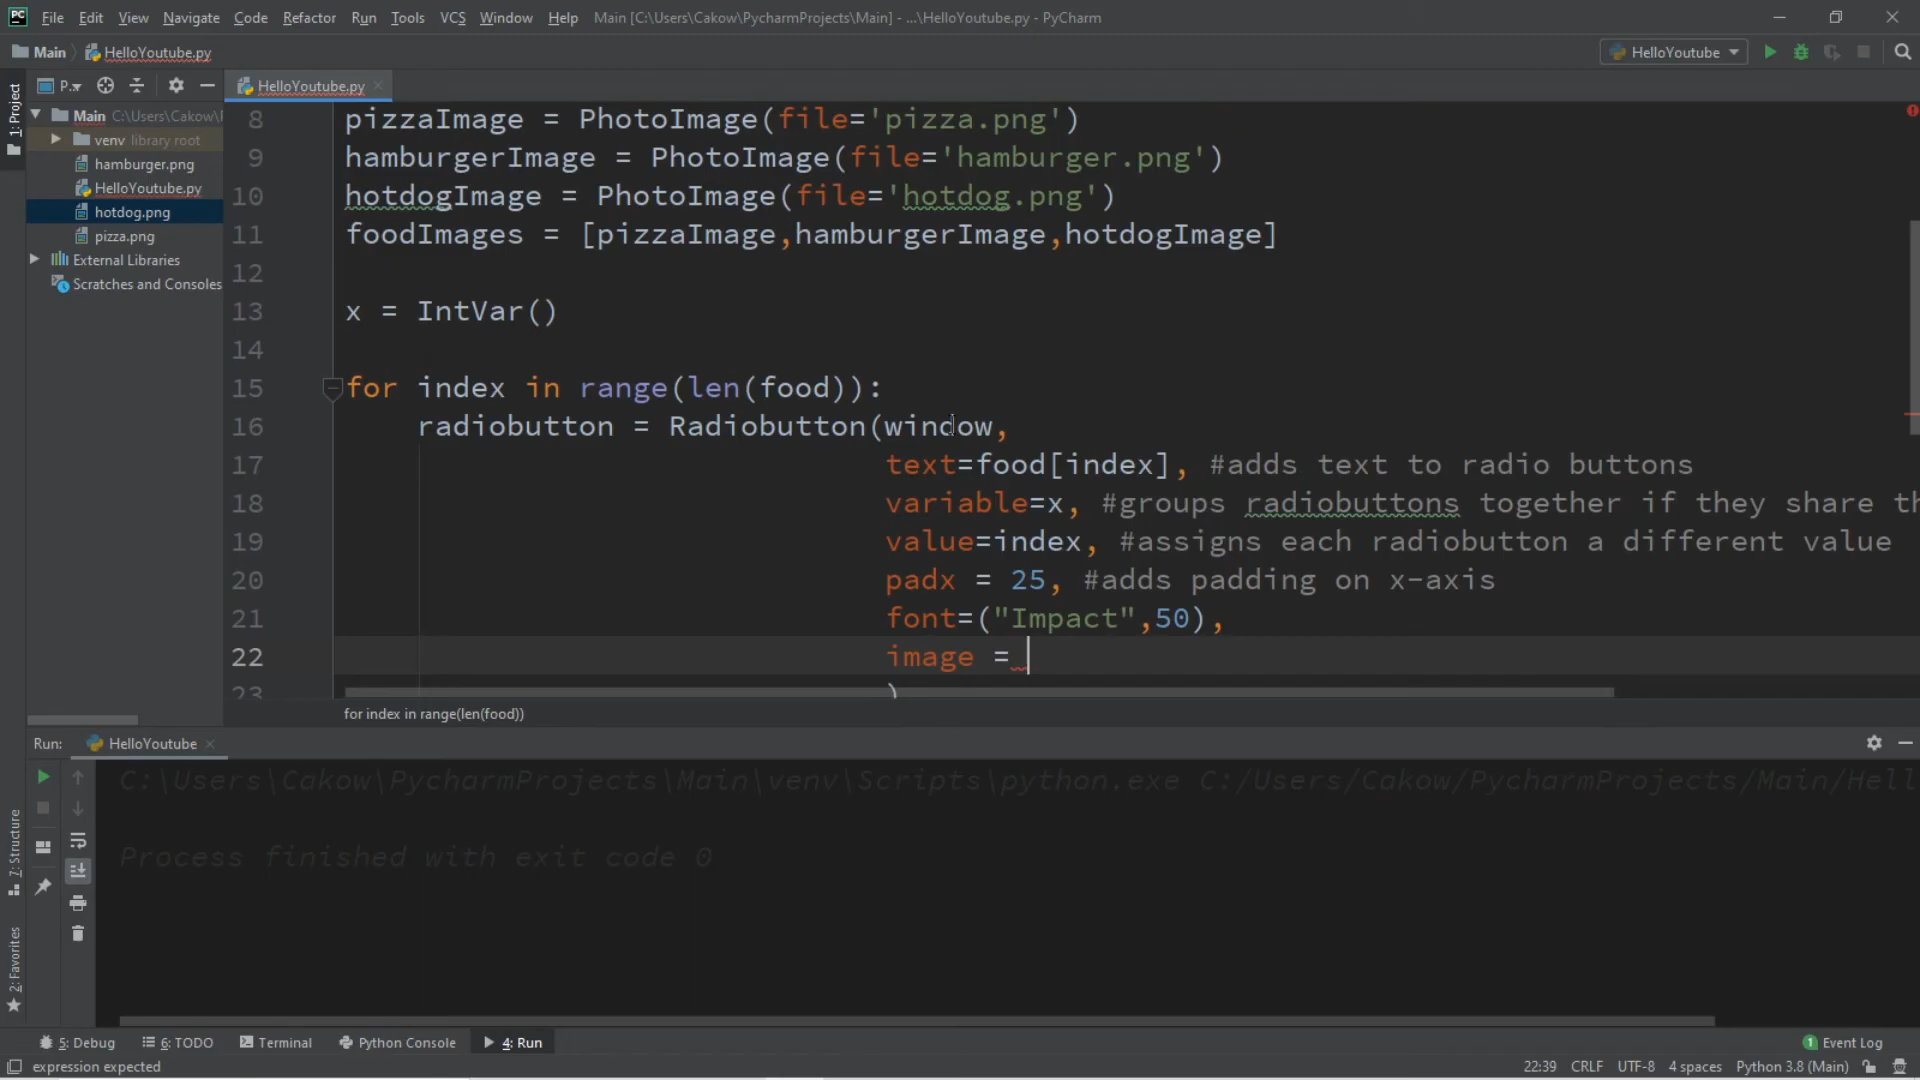 PC File Edit View Navigate Code Refactor Run Tools VCS Window Help Main [C:\Users\Cakow\PycharmProjects\Main] - ...\HelloYoutube.py - PyCharm
Main HelloYoutube.py HelloYoutube
P... HelloYoutube.py
1: Project
Main C:\Users\Cakow\
venv library root
hamburger.png
HelloYoutube.py
hotdog.png
pizza.png
External Libraries
Scratches and Consoles
8 pizzaImage = PhotoImage(file='pizza.png')
9 hamburgerImage = PhotoImage(file='hamburger.png')
10 hotdogImage = PhotoImage(file='hotdog.png')
11 foodImages = [pizzaImage,hamburgerImage,hotdogImage]
12
13 x = IntVar()
14
15 for index in range(len(food)):
16 radiobutton = Radiobutton(window,
17 text=food[index], #adds text to radio buttons
18 variable=x, #groups radiobuttons together if they share th
19 value=index, #assigns each radiobutton a different value
20 padx = 25, #adds padding on x-axis
21 font=("Impact",50),
22 image =
23 )
for index in range(len(food))
Run: HelloYoutube
C:\Users\Cakow\PycharmProjects\Main\venv\Scripts\python.exe C:/Users/Cakow/PycharmProjects/Main/Hell
Process finished with exit code 0
7: Structure
2: Favorites
5: Debug 6: TODO Terminal Python Console 4: Run 1 Event Log
expression expected 22:39 CRLF UTF-8 4 spaces Python 3.8 (Main)